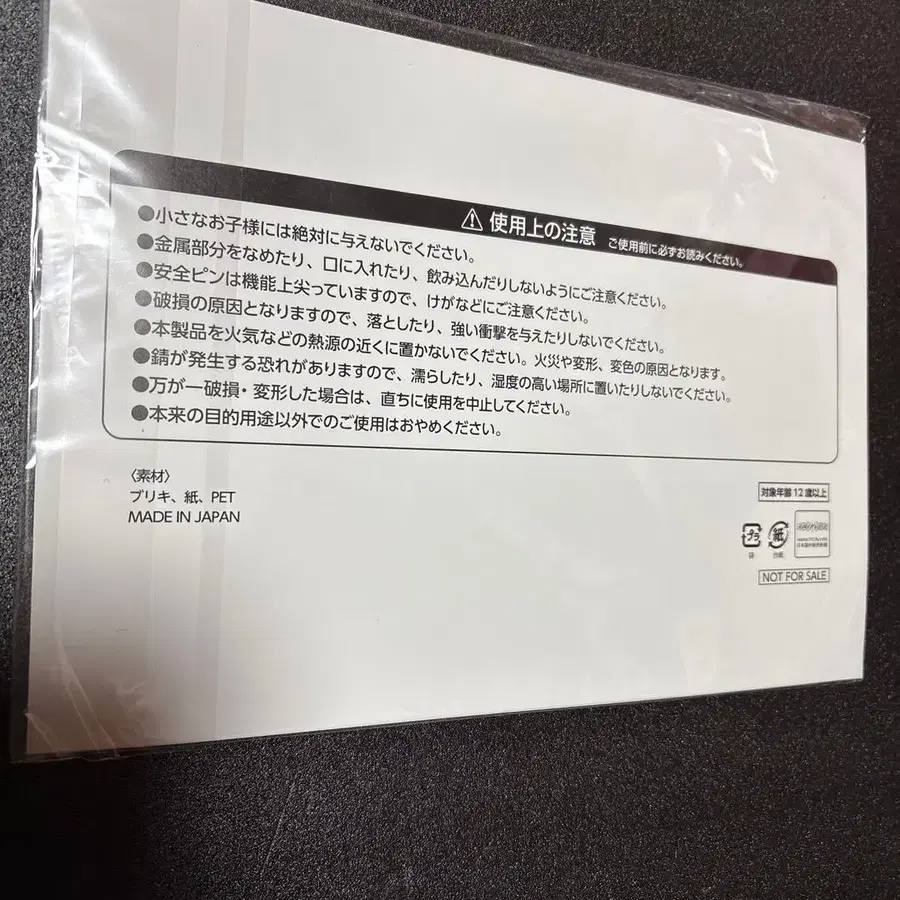 ⚠ 使用上の注意 ご使用前に必ずお読みください。
●小さなお子様には絶対に与えないでください。
●金属部分をなめたり、口に入れたり、飲み込んだりしないようにご注意ください。
●安全ピンは機能上尖っていますので、けがなどにご注意ください。
●破損の原因となりますので、落としたり、強い衝撃を与えたりしないでください。
●本製品を火気などの熱源の近くに置かないでください。火災や変形、変色の原因となります。
●錆が発生する恐れがありますので、濡らしたり、湿度の高い場所に置いたりしないでください。
●万が一破損・変形した場合は、直ちに使用を中止してください。
●本来の目的用途以外でのご使用はおやめください。
〈素材〉
ブリキ、紙、PET
MADE IN JAPAN
対象年齢12歳以上
プラ 紙
袋 台紙
NOT FOR SALE